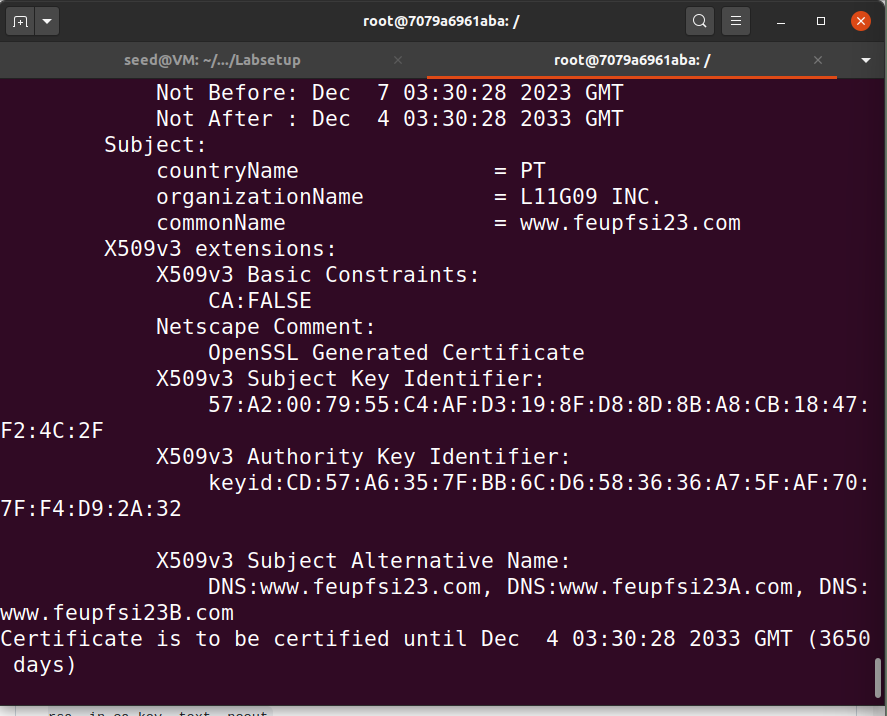 root@7079a6961aba: /
seed@VM: ~/.../Labsetup
root@7079a6961aba: /
Not Before: Dec  7 03:30:28 2023 GMT
Not After : Dec  4 03:30:28 2033 GMT
Subject:
countryName = PT
organizationName = L11G09 INC.
commonName = www.feupfsi23.com
X509v3 extensions:
X509v3 Basic Constraints:
CA:FALSE
Netscape Comment:
OpenSSL Generated Certificate
X509v3 Subject Key Identifier:
57:A2:00:79:55:C4:AF:D3:19:8F:D8:8D:8B:A8:CB:18:47:
F2:4C:2F
X509v3 Authority Key Identifier:
keyid:CD:57:A6:35:7F:BB:6C:D6:58:36:36:A7:5F:AF:70:
7F:F4:D9:2A:32
X509v3 Subject Alternative Name:
DNS:www.feupfsi23.com, DNS:www.feupfsi23A.com, DNS:
www.feupfsi23B.com
Certificate is to be certified until Dec  4 03:30:28 2033 GMT (3650
days)